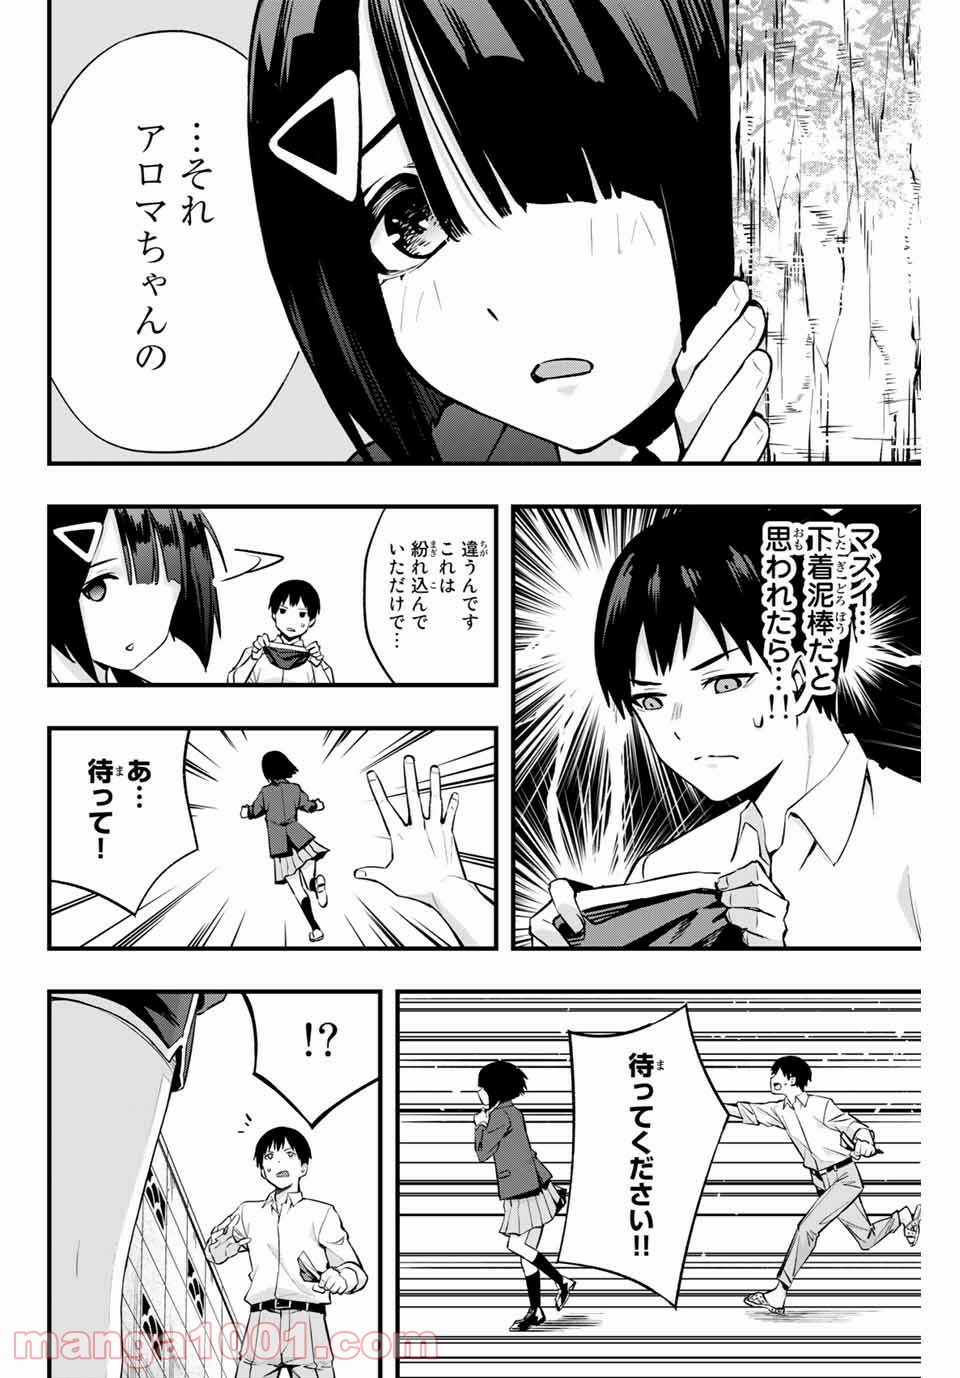 …それ
アロマちゃんの
マズイ…
下着泥棒だと
思われたら…!!
違うんです
これは
紛れ込んで
いただけで…
あ…
待って!
待ってください!!
!?
manga1001.com